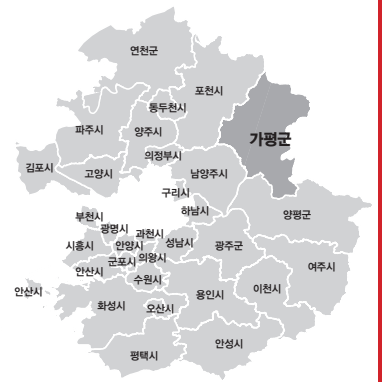 연천군
포천시
동두천시
가평군
파주시
양주시
의정부시
김포시
고양시
남양주시
구리시
하남시
양평군
부천시
광명시
과천시
시흥시
안양시
성남시
광주군
군포시
의왕시
여주시
안산시
수원시
이천시
안산시
용인시
화성시
오산시
안성시
평택시